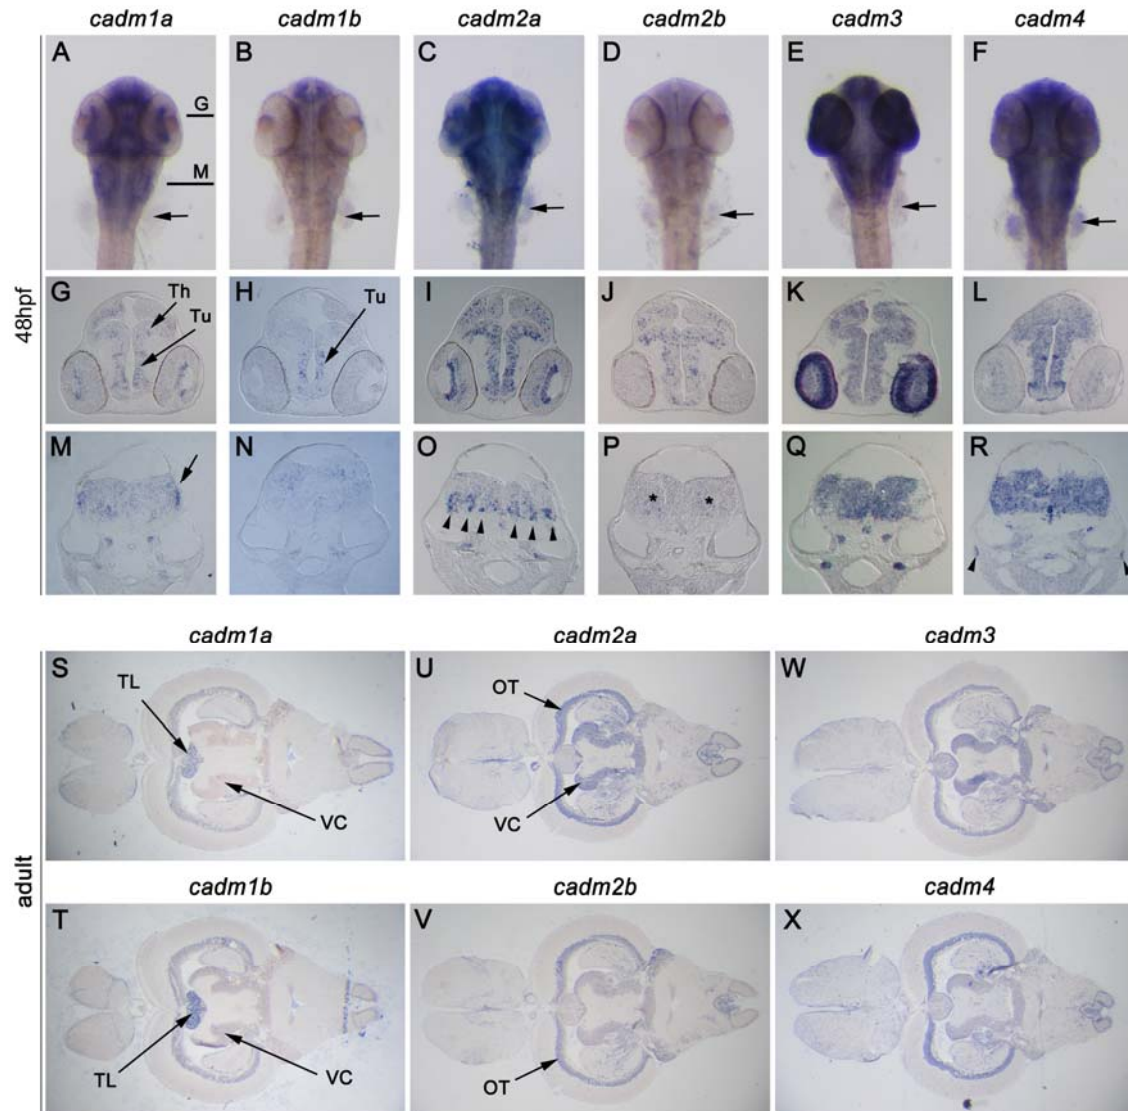 cadm1a cadm1b cadm2a cadm2b cadm3 cadm4
A B C D E F
G
M
48hpf
G H I J K L
Th
Tu
Tu
M N O P Q R
* *
cadm1a cadm2a cadm3
S U W
TL OT
VC VC
adult
cadm1b cadm2b cadm4
T V X
TL VC OT